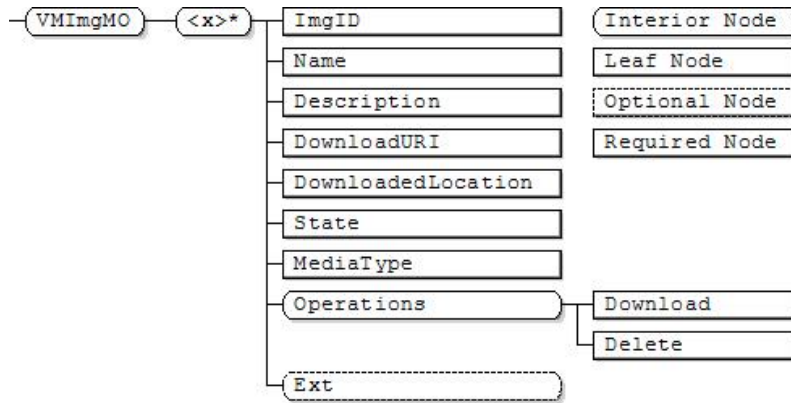 VMImgMO <x>* ImgID Interior Node
Name Leaf Node
Description Optional Node
DownloadURI Required Node
DownloadedLocation
State
MediaType
Operations Download
Delete
Ext